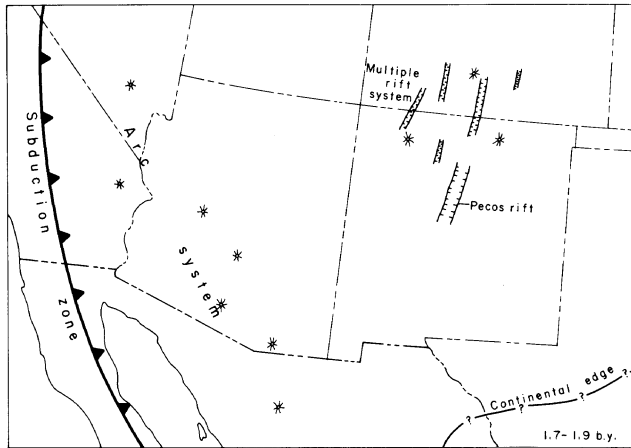 Multiple
rift
system
Arc
Subduction
zone
system
Pecos rift
Continental edge
? ? ? ?
1.7-1.9 b.y.